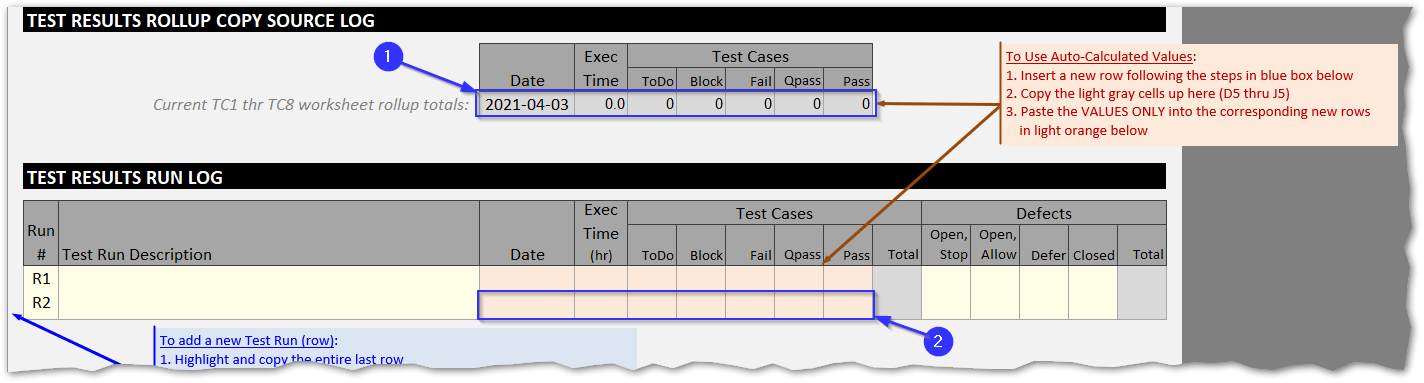 TEST RESULTS ROLLUP COPY SOURCE LOG
1
Date
Exec
Time
Test Cases
ToDo Block Fail Qpass Pass
Current TC1 thr TC8 worksheet rollup totals: 2021-04-03 0.0 0 0 0 0 0
To Use Auto-Calculated Values:
1. Insert a new row following the steps in blue box below
2. Copy the light gray cells up here (D5 thru J5)
3. Paste the VALUES ONLY into the corresponding new rows
in light orange below
TEST RESULTS RUN LOG
Run
#
Test Run Description
Date
Exec
Time
(hr)
Test Cases
ToDo Block Fail Qpass Pass Total
Defects
Open,
Stop
Open,
Allow
Defer Closed Total
R1
R2
2
To add a new Test Run (row):
1. Highlight and copy the entire last row